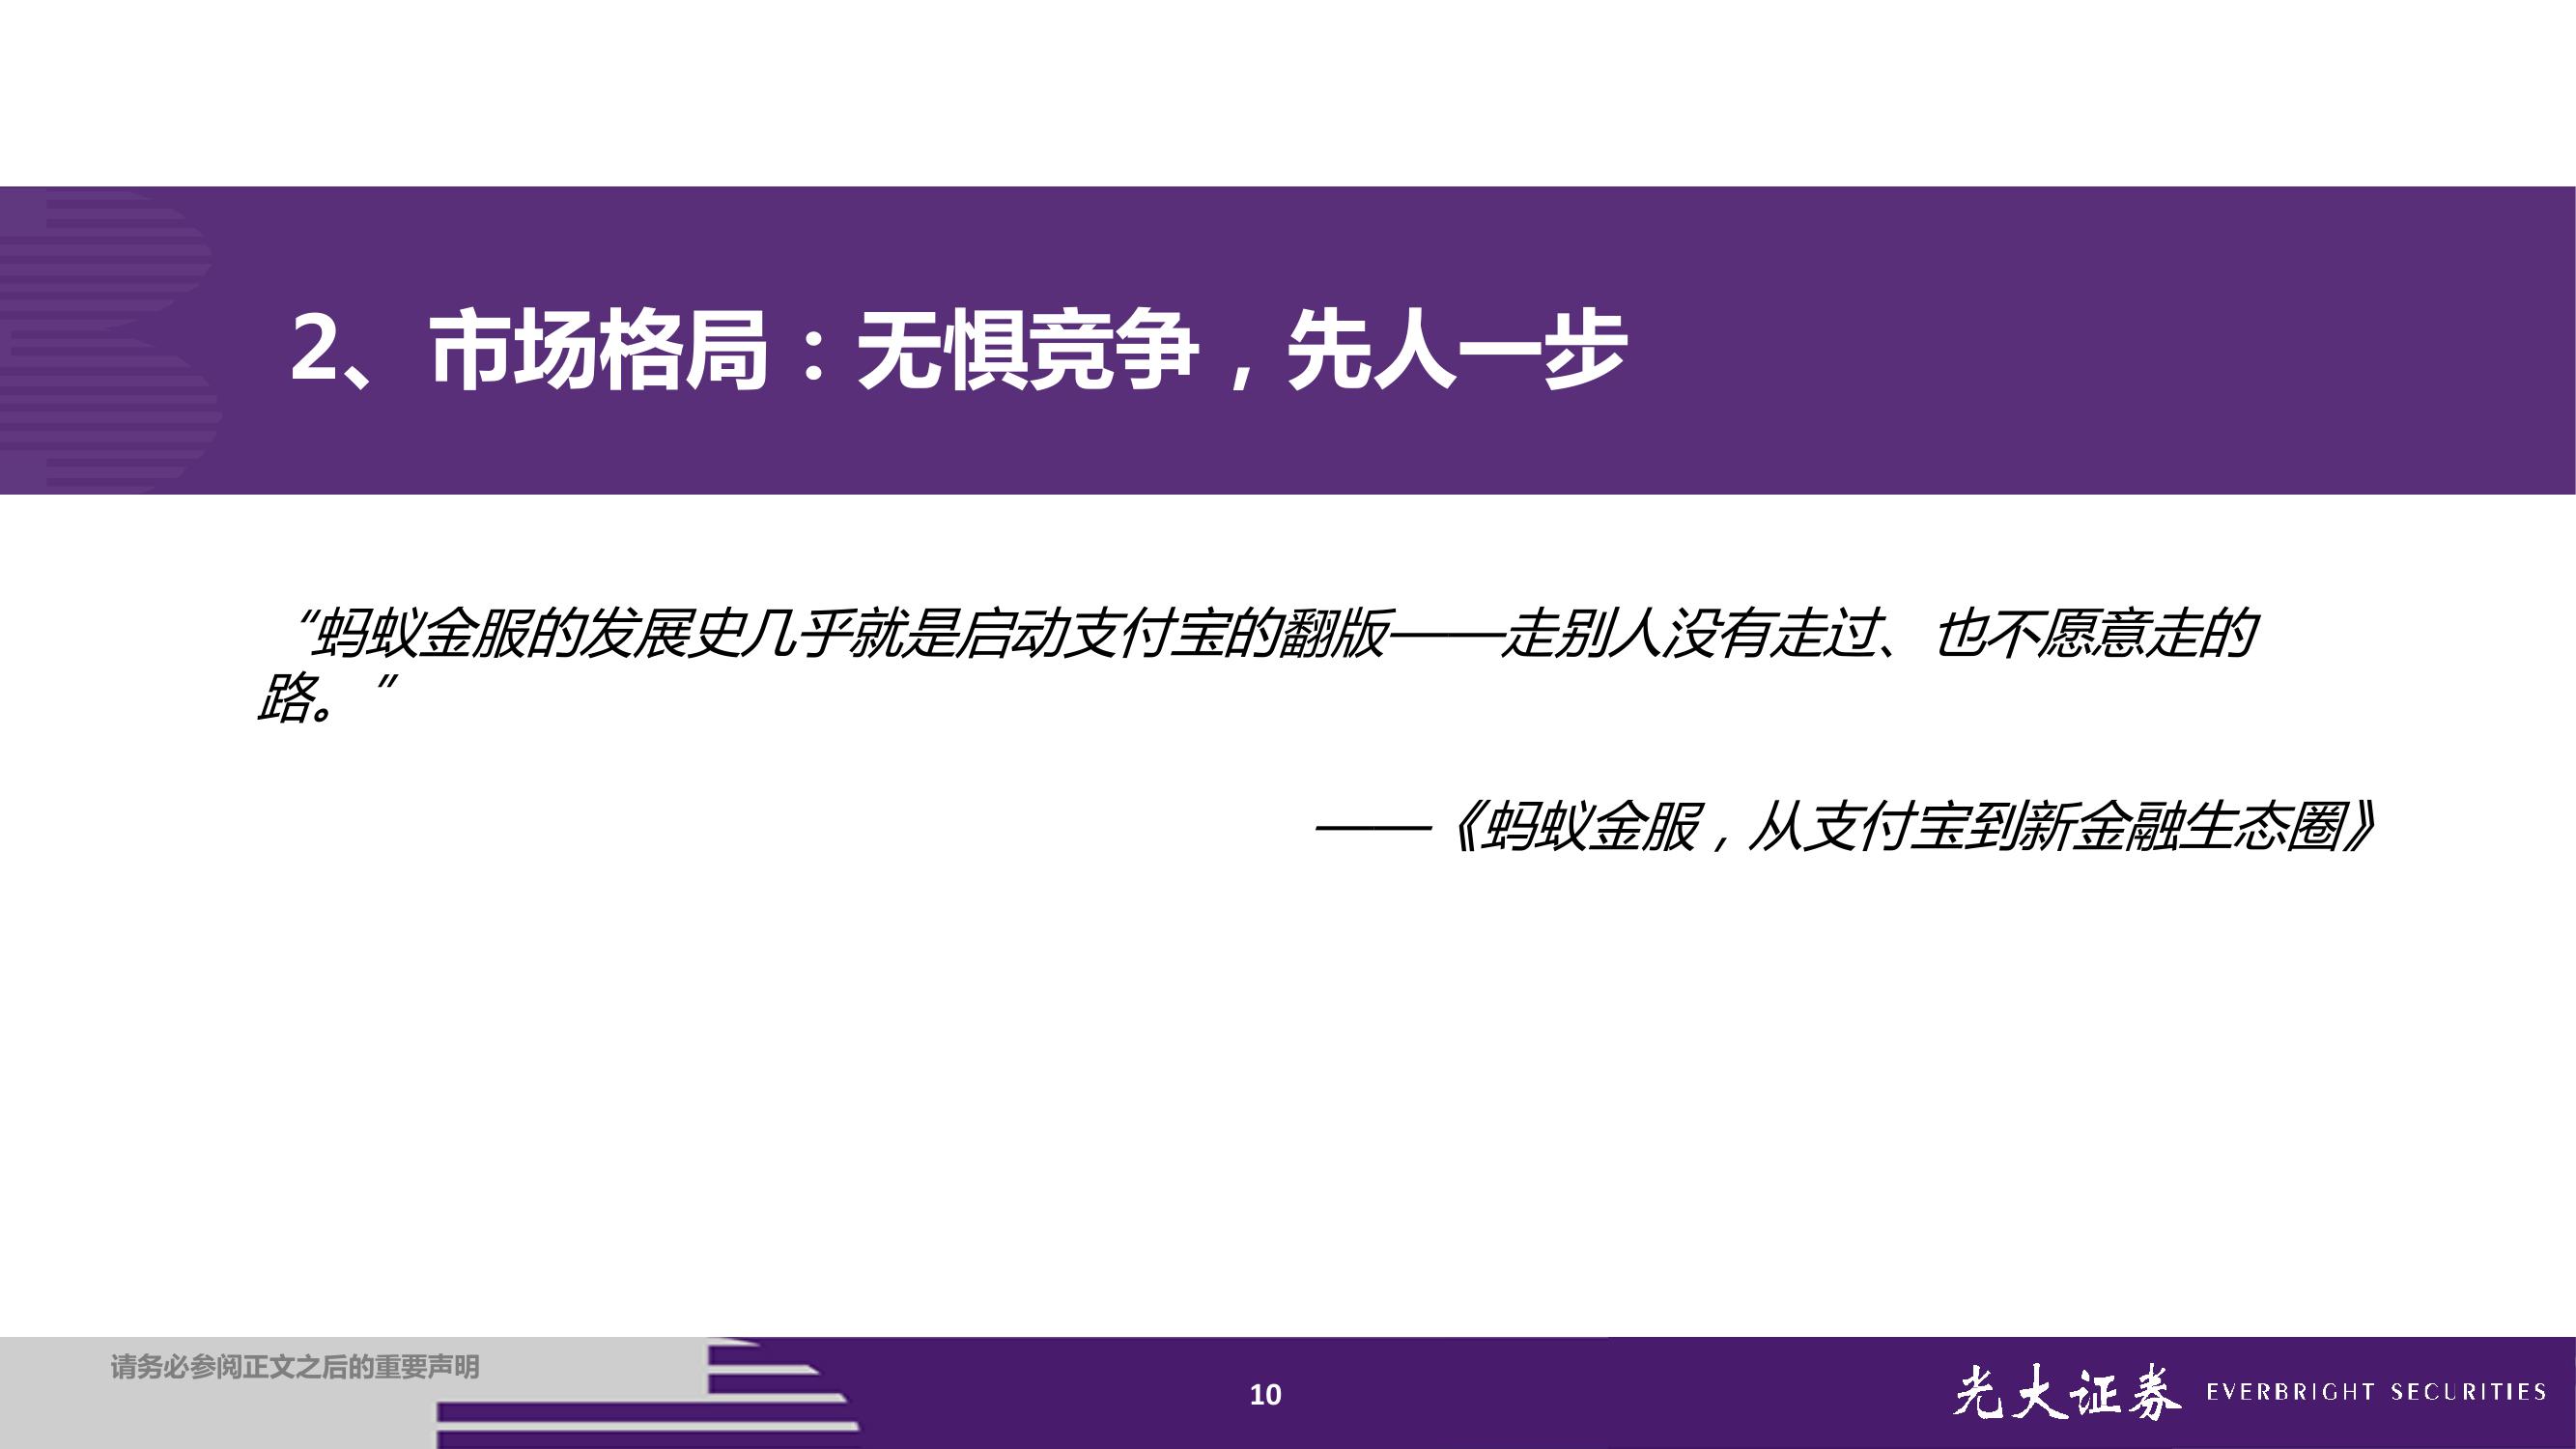 2、市场格局：无惧竞争，先人一步
“蚂蚁金服的发展史几乎就是启动支付宝的翻版——走别人没有走过、也不愿意走的
路。”
——《蚂蚁金服，从支付宝到新金融生态圈》
请务必参阅正文之后的重要声明
10
光大证券 EVERBRIGHT SECURITIES